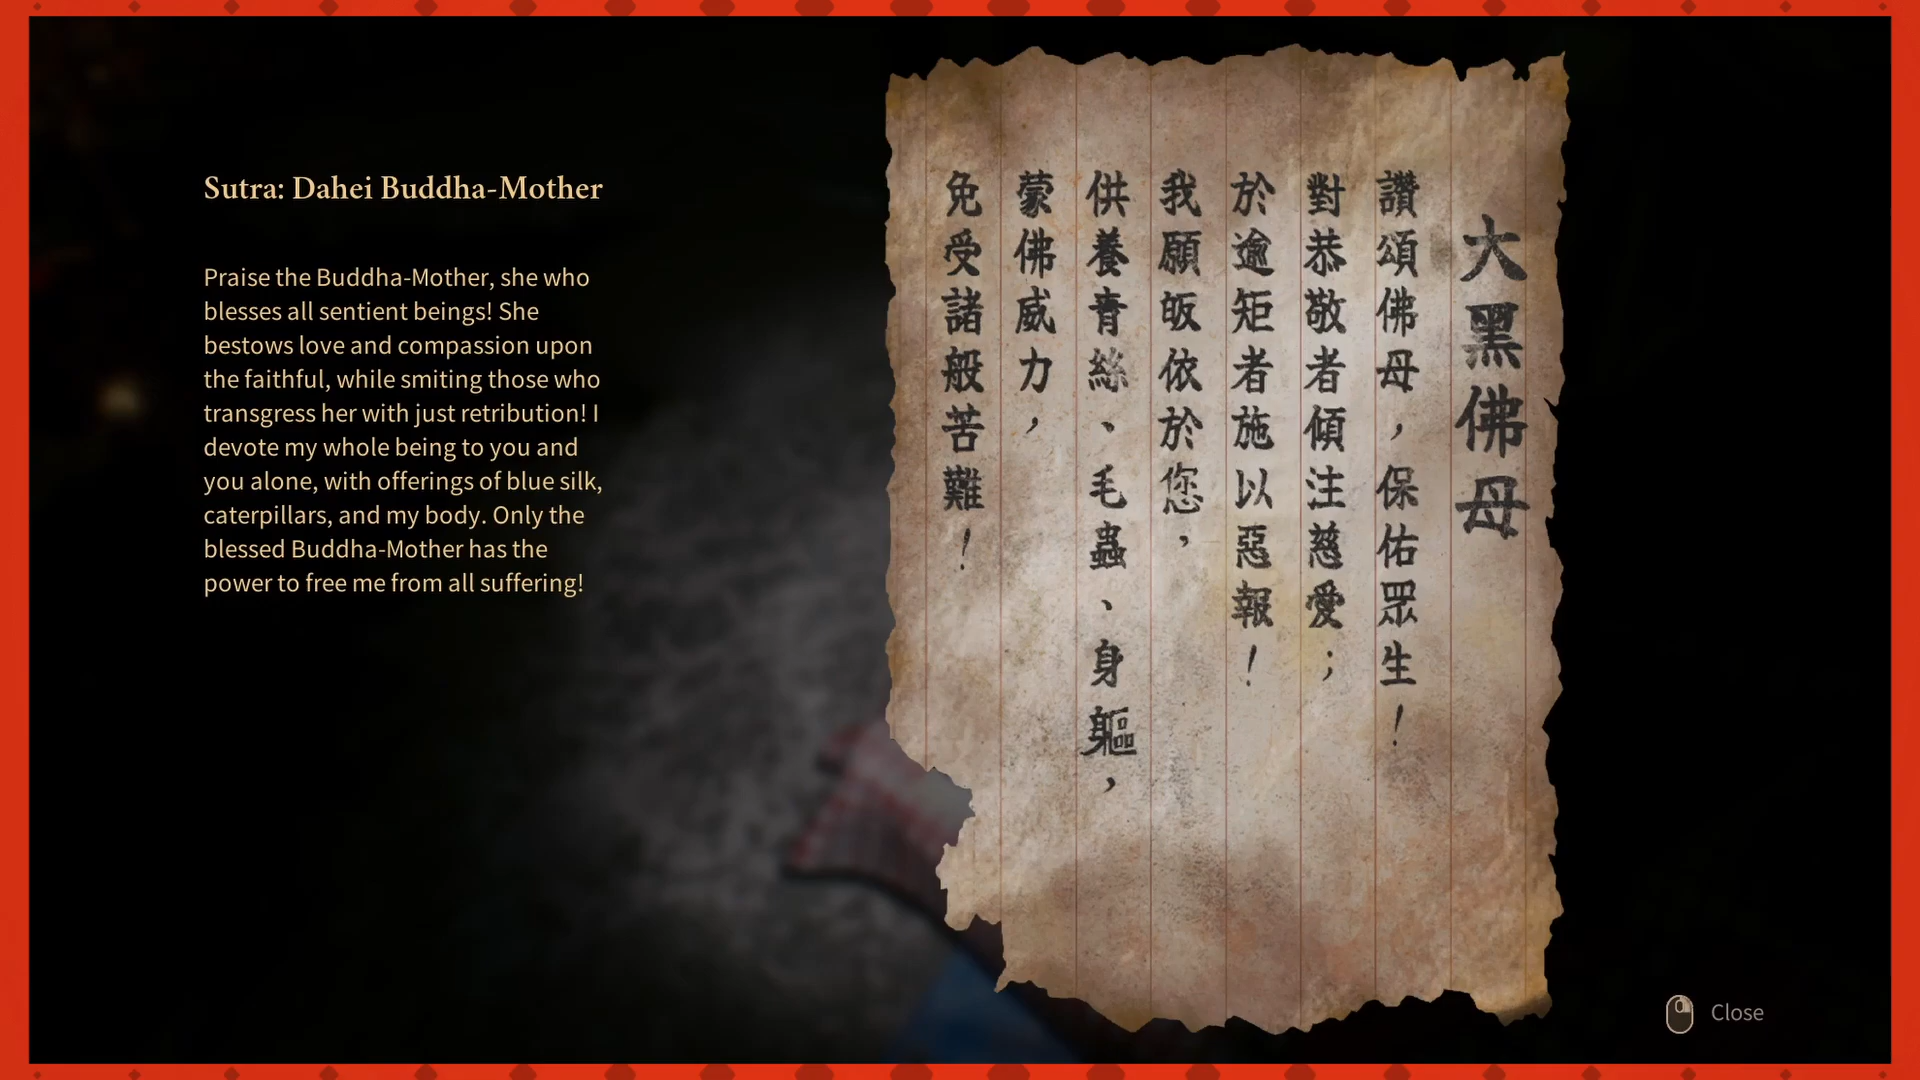 Sutra: Dahei Buddha-Mother
Praise the Buddha-Mother, she who
blesses all sentient beings! She
bestows love and compassion upon
the faithful, while smiting those who
transgress her with just retribution! I
devote my whole being to you and
you alone, with offerings of blue silk,
caterpillars, and my body. Only the
blessed Buddha-Mother has the
power to free me from all suffering!
大黑佛母
讚頌佛母，保佑眾生！
對恭敬者傾注慈愛；
於逾矩者施以惡報！
我願皈依於您，
供養青絲、毛蟲、身軀，
蒙佛威力，
免受諸般苦難！
Close